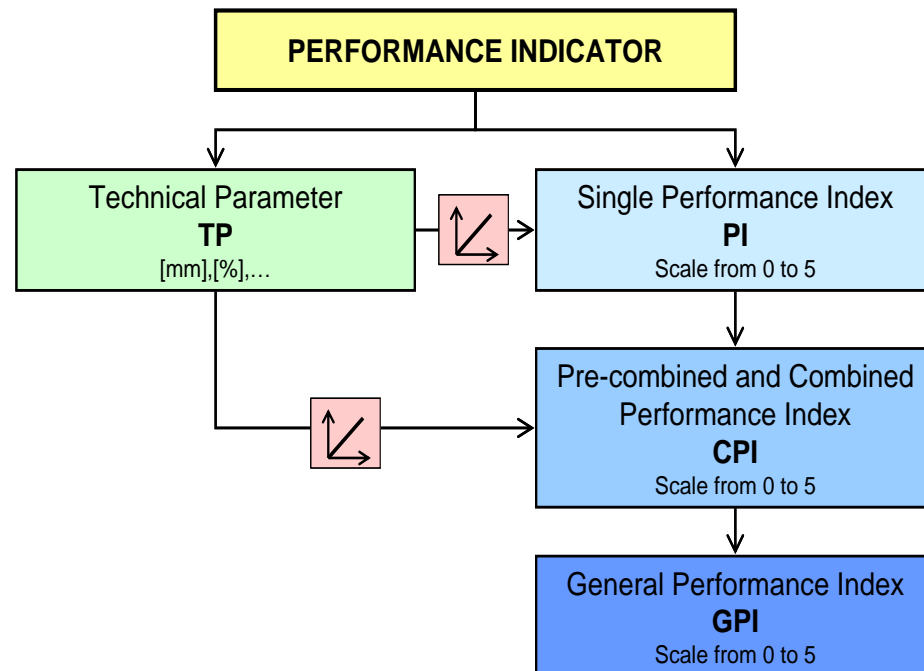 PERFORMANCE INDICATOR
Technical Parameter
TP
[mm],[%],…
Single Performance Index
PI
Scale from 0 to 5
Pre-combined and Combined
Performance Index
CPI
Scale from 0 to 5
General Performance Index
GPI
Scale from 0 to 5